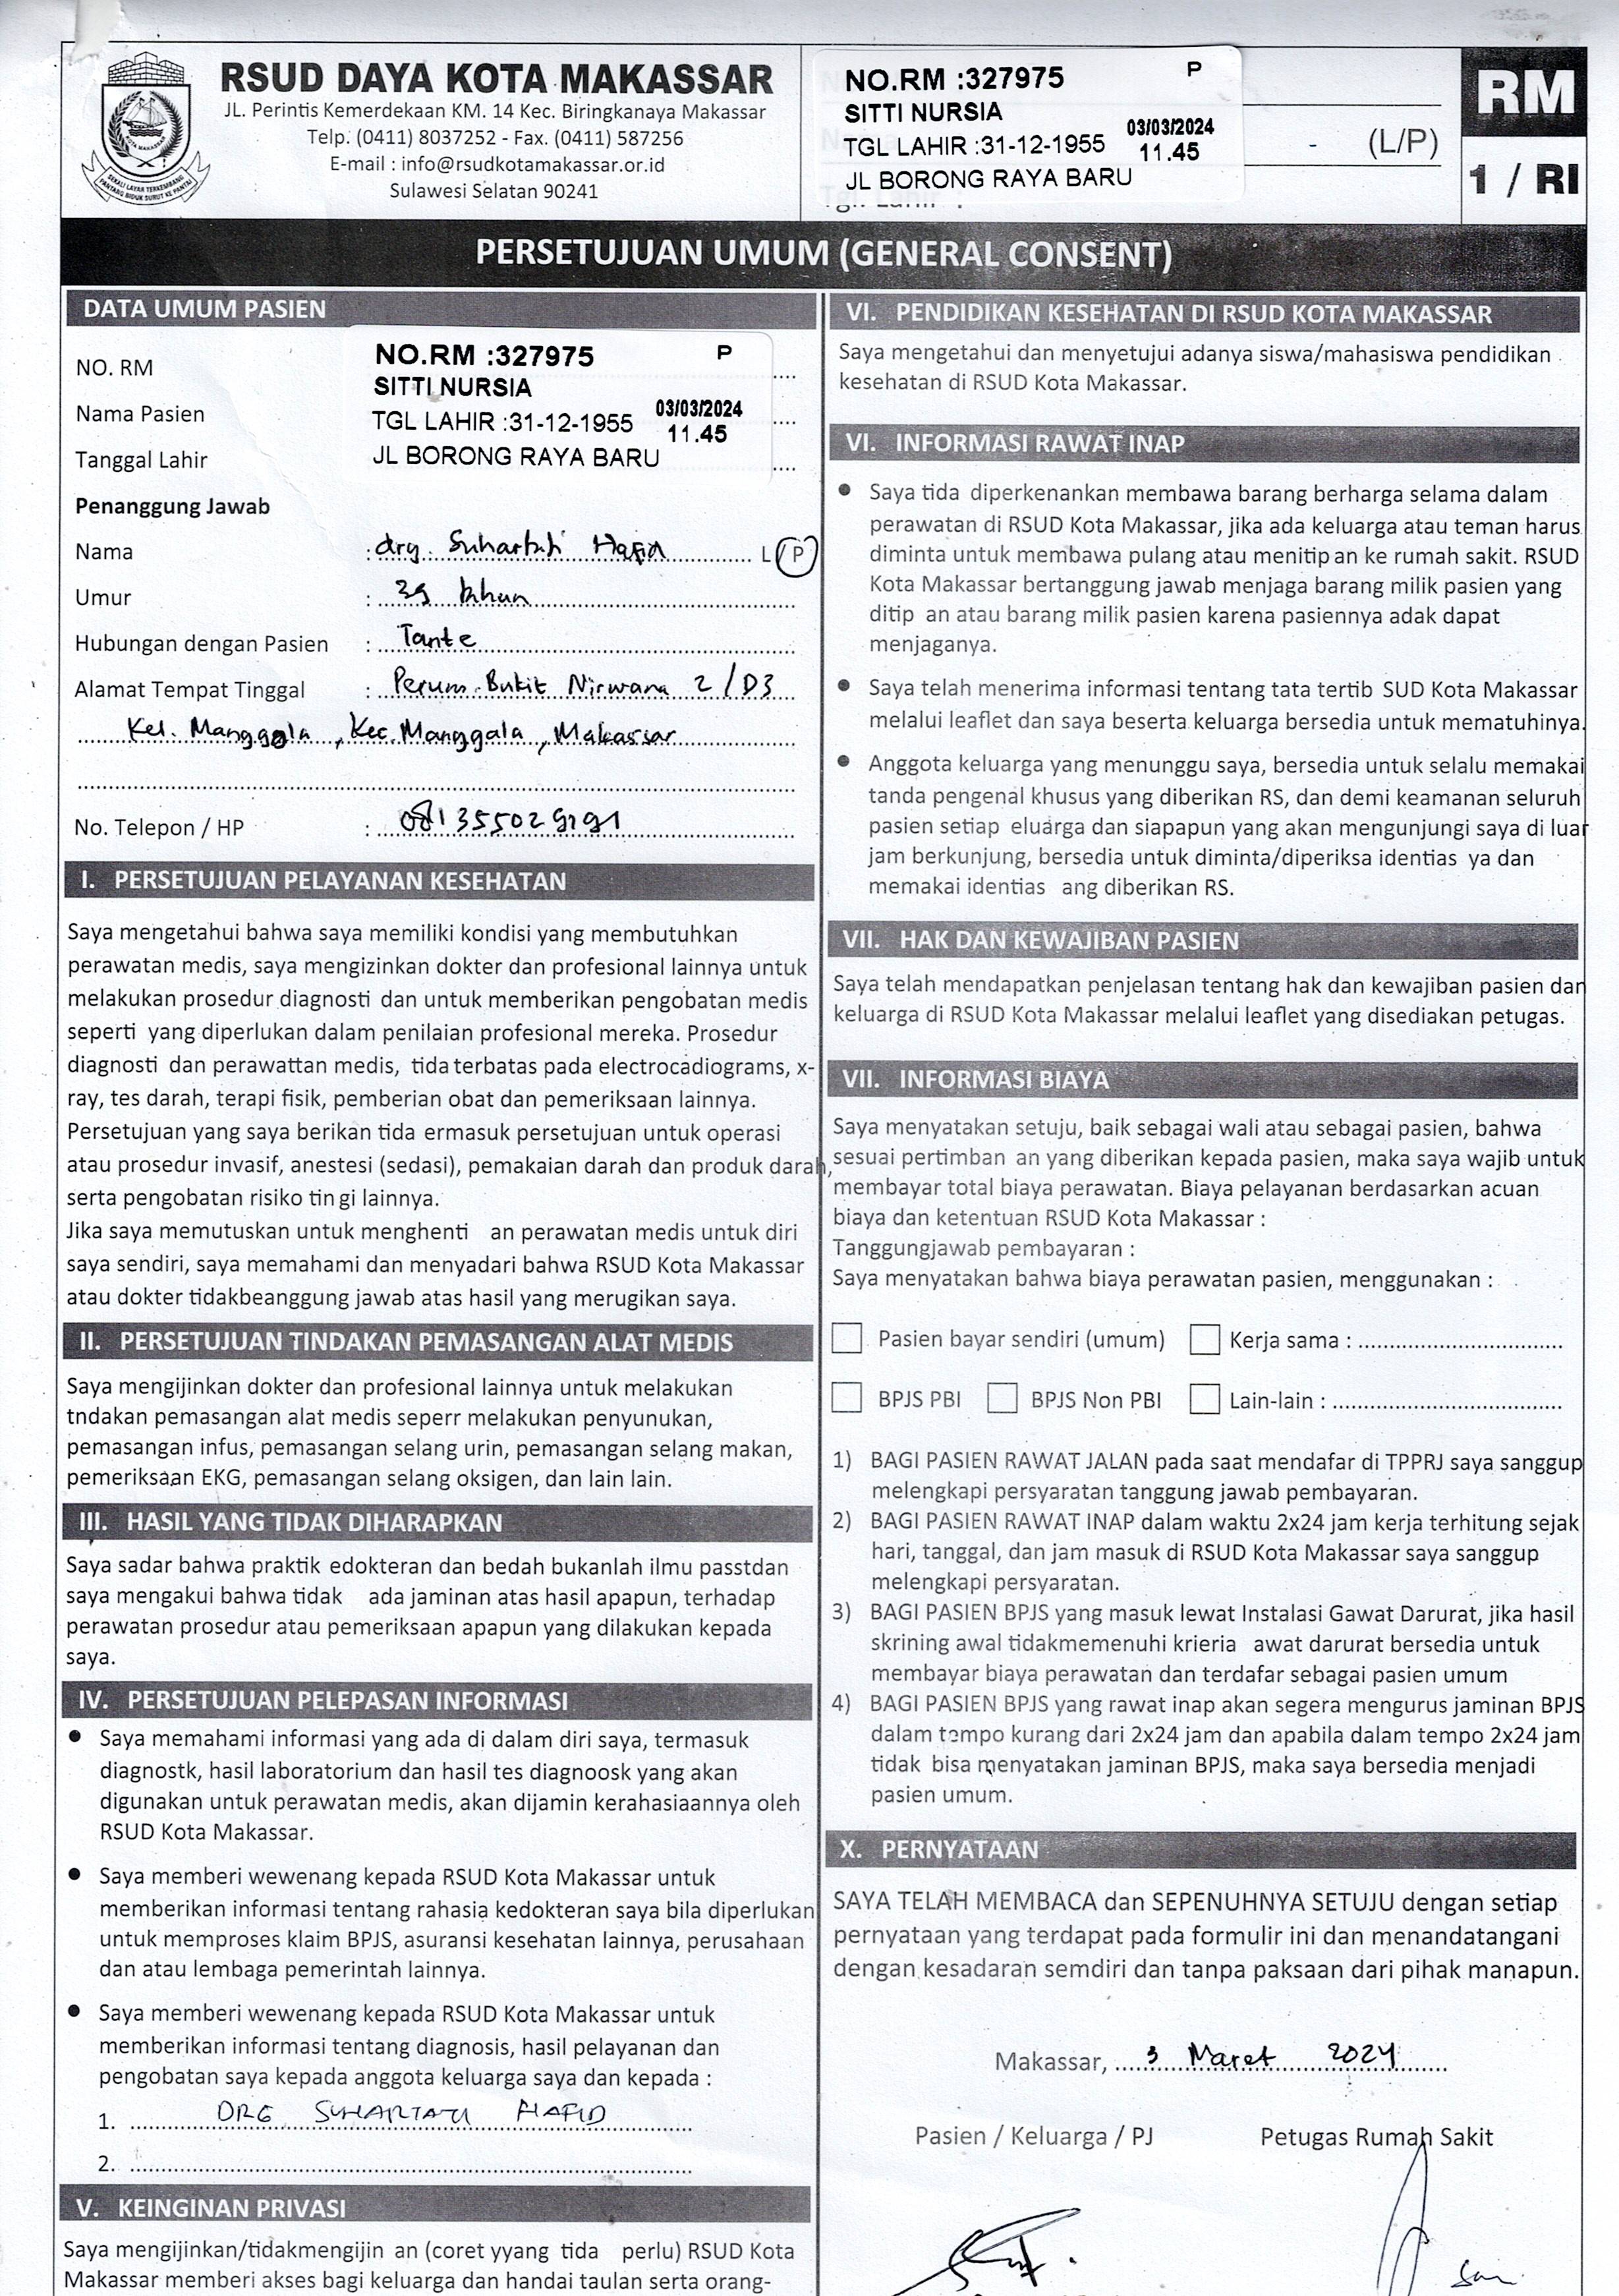 RSUD DAYA KOTA MAKASSAR
JL. Perintis Kemerdekaan KM. 14 Kec. Biringkanaya Makassar
Telp. (0411) 8037252 - Fax. (0411) 587256
E-mail : info@rsudkotamakassar.or.id
Sulawesi Selatan 90241
NO.RM :327975 P
SITTI NURSIA
TGL LAHIR :31-12-1955 03/03/2024
11.45
JL BORONG RAYA BARU
(L/P)
RM
1 / RI
PERSETUJUAN UMUM (GENERAL CONSENT)
DATA UMUM PASIEN
NO. RM
Nama Pasien
Tanggal Lahir
NO.RM :327975 P
SITTI NURSIA
TGL LAHIR :31-12-1955 03/03/2024
11.45
JL BORONG RAYA BARU
Penanggung Jawab
Nama : drg. Suhartati Hafid L/P
Umur : 39 tahun
Hubungan dengan Pasien : Tante
Alamat Tempat Tinggal : Perum. Bukit Nirwana 2 / D3
Kel. Manggala, Kec. Manggala, Makassar
No. Telepon / HP : 081355029191
I. PERSETUJUAN PELAYANAN KESEHATAN
Saya mengetahui bahwa saya memiliki kondisi yang membutuhkan
perawatan medis, saya mengizinkan dokter dan profesional lainnya untuk
melakukan prosedur diagnosti dan untuk memberikan pengobatan medis
seperti yang diperlukan dalam penilaian profesional mereka. Prosedur
diagnosti dan perawattan medis, tida terbatas pada electrocadiograms, x-
ray, tes darah, terapi fisik, pemberian obat dan pemeriksaan lainnya.
Persetujuan yang saya berikan tida ermasuk persetujuan untuk operasi
atau prosedur invasif, anestesi (sedasi), pemakaian darah dan produk darah,
serta pengobatan risiko tin gi lainnya.
Jika saya memutuskan untuk menghenti an perawatan medis untuk diri
saya sendiri, saya memahami dan menyadari bahwa RSUD Kota Makassar
atau dokter tidakbeanggung jawab atas hasil yang merugikan saya.
II. PERSETUJUAN TINDAKAN PEMASANGAN ALAT MEDIS
Saya mengijinkan dokter dan profesional lainnya untuk melakukan
tndakan pemasangan alat medis seperr melakukan penyunukan,
pemasangan infus, pemasangan selang urin, pemasangan selang makan,
pemeriksaan EKG, pemasangan selang oksigen, dan lain lain.
III. HASIL YANG TIDAK DIHARAPKAN
Saya sadar bahwa praktik edokteran dan bedah bukanlah ilmu passtdan
saya mengakui bahwa tidak ada jaminan atas hasil apapun, terhadap
perawatan prosedur atau pemeriksaan apapun yang dilakukan kepada
saya.
IV. PERSETUJUAN PELEPASAN INFORMASI
• Saya memahami informasi yang ada di dalam diri saya, termasuk
diagnostk, hasil laboratorium dan hasil tes diagnoosk yang akan
digunakan untuk perawatan medis, akan dijamin kerahasiaannya oleh
RSUD Kota Makassar.
• Saya memberi wewenang kepada RSUD Kota Makassar untuk
memberikan informasi tentang rahasia kedokteran saya bila diperlukan
untuk memproses klaim BPJS, asuransi kesehatan lainnya, perusahaan
dan atau lembaga pemerintah lainnya.
• Saya memberi wewenang kepada RSUD Kota Makassar untuk
memberikan informasi tentang diagnosis, hasil pelayanan dan
pengobatan saya kepada anggota keluarga saya dan kepada :
1. DRG SUHARTATI HAFID
2.
V. KEINGINAN PRIVASI
Saya mengijinkan/tidakmengijin an (coret yyang tida perlu) RSUD Kota
Makassar memberi akses bagi keluarga dan handai taulan serta orang-
VI. PENDIDIKAN KESEHATAN DI RSUD KOTA MAKASSAR
Saya mengetahui dan menyetujui adanya siswa/mahasiswa pendidikan
kesehatan di RSUD Kota Makassar.
VI. INFORMASI RAWAT INAP
• Saya tida diperkenankan membawa barang berharga selama dalam
perawatan di RSUD Kota Makassar, jika ada keluarga atau teman harus
diminta untuk membawa pulang atau menitip an ke rumah sakit. RSUD
Kota Makassar bertanggung jawab menjaga barang milik pasien yang
ditip an atau barang milik pasien karena pasiennya adak dapat
menjaganya.
• Saya telah menerima informasi tentang tata tertib SUD Kota Makassar
melalui leaflet dan saya beserta keluarga bersedia untuk mematuhinya.
• Anggota keluarga yang menunggu saya, bersedia untuk selalu memakai
tanda pengenal khusus yang diberikan RS, dan demi keamanan seluruh
pasien setiap eluarga dan siapapun yang akan mengunjungi saya di luar
jam berkunjung, bersedia untuk diminta/diperiksa identias ya dan
memakai identias ang diberikan RS.
VII. HAK DAN KEWAJIBAN PASIEN
Saya telah mendapatkan penjelasan tentang hak dan kewajiban pasien dan
keluarga di RSUD Kota Makassar melalui leaflet yang disediakan petugas.
VII. INFORMASI BIAYA
Saya menyatakan setuju, baik sebagai wali atau sebagai pasien, bahwa
sesuai pertimban an yang diberikan kepada pasien, maka saya wajib untuk
membayar total biaya perawatan. Biaya pelayanan berdasarkan acuan
biaya dan ketentuan RSUD Kota Makassar :
Tanggungjawab pembayaran :
Saya menyatakan bahwa biaya perawatan pasien, menggunakan :
Pasien bayar sendiri (umum) Kerja sama :
BPJS PBI BPJS Non PBI Lain-lain :
1) BAGI PASIEN RAWAT JALAN pada saat mendafar di TPPRJ saya sanggup
melengkapi persyaratan tanggung jawab pembayaran.
2) BAGI PASIEN RAWAT INAP dalam waktu 2x24 jam kerja terhitung sejak
hari, tanggal, dan jam masuk di RSUD Kota Makassar saya sanggup
melengkapi persyaratan.
3) BAGI PASIEN BPJS yang masuk lewat Instalasi Gawat Darurat, jika hasil
skrining awal tidakmemenuhi krieria awat darurat bersedia untuk
membayar biaya perawatan dan terdafar sebagai pasien umum
4) BAGI PASIEN BPJS yang rawat inap akan segera mengurus jaminan BPJS
dalam tempo kurang dari 2x24 jam dan apabila dalam tempo 2x24 jam
tidak bisa menyatakan jaminan BPJS, maka saya bersedia menjadi
pasien umum.
X. PERNYATAAN
SAYA TELAH MEMBACA dan SEPENUHNYA SETUJU dengan setiap
pernyataan yang terdapat pada formulir ini dan menandatangani
dengan kesadaran semdiri dan tanpa paksaan dari pihak manapun.
Makassar, 3 Maret 2024
Pasien / Keluarga / PJ Petugas Rumah Sakit